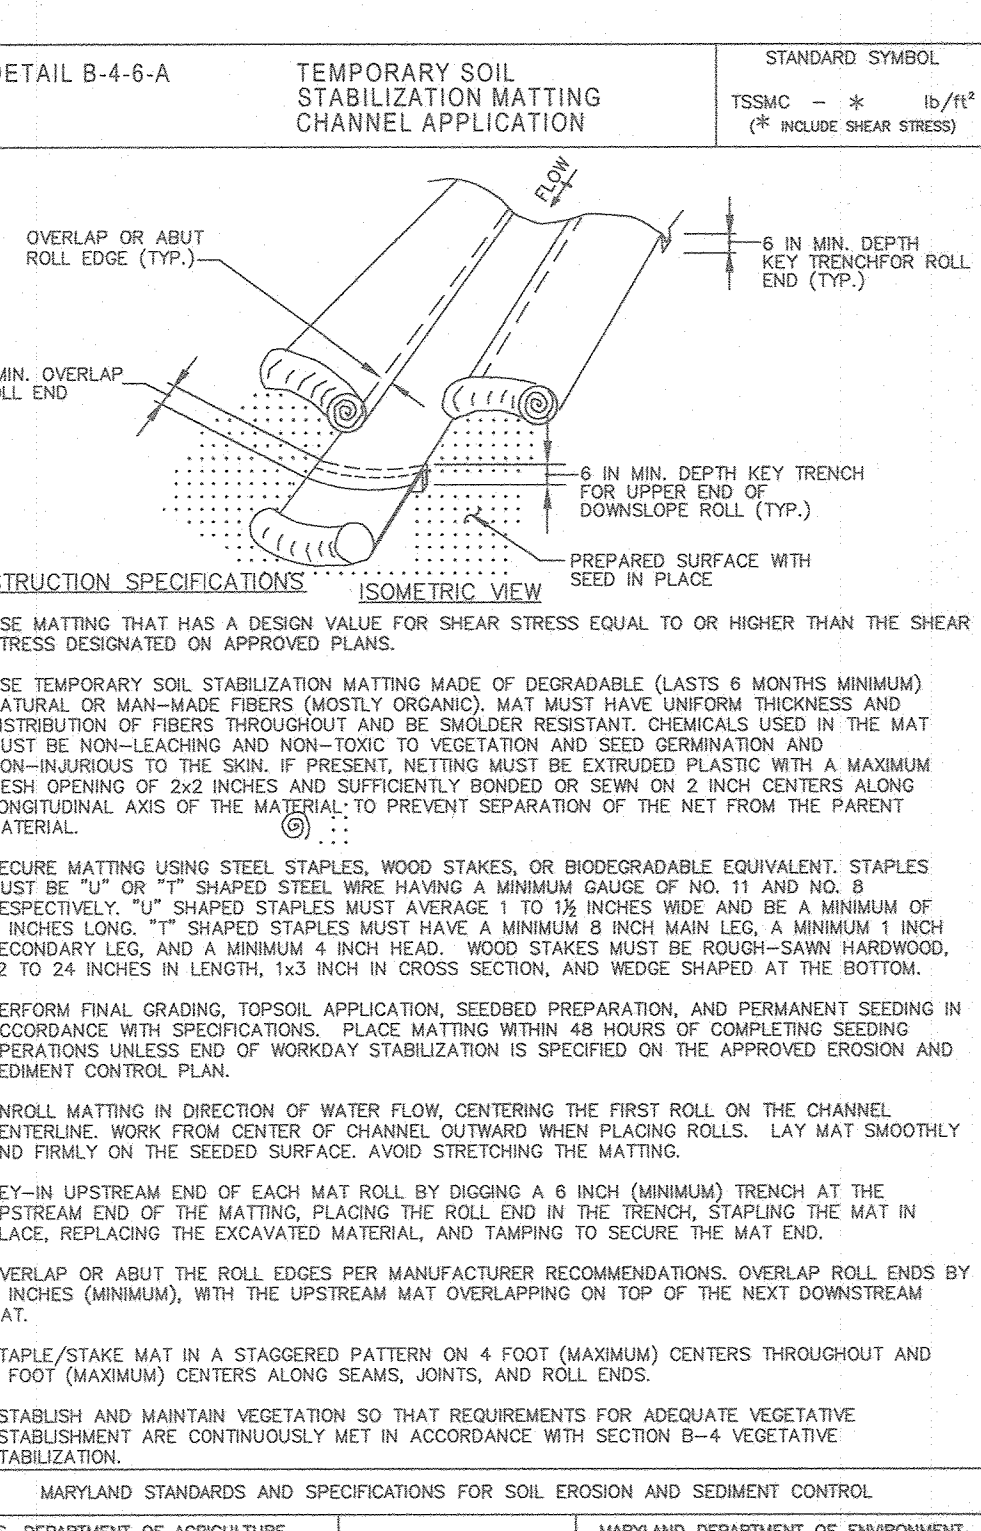 DETAIL B-4-6-A
TEMPORARY SOIL
STABILIZATION MATTING
CHANNEL APPLICATION
STANDARD SYMBOL
TSSMC - * lb/ft²
(* INCLUDE SHEAR STRESS)
FLOW
OVERLAP OR ABUT
ROLL EDGE (TYP.)
6 IN MIN. DEPTH
KEY TRENCHFOR ROLL
END (TYP.)
MIN. OVERLAP
OLL END
6 IN MIN. DEPTH KEY TRENCH
FOR UPPER END OF
DOWNSLOPE ROLL (TYP.)
PREPARED SURFACE WITH
SEED IN PLACE
STRUCTION SPECIFICATIONS
ISOMETRIC VIEW
SE MATTING THAT HAS A DESIGN VALUE FOR SHEAR STRESS EQUAL TO OR HIGHER THAN THE SHEAR
TRESS DESIGNATED ON APPROVED PLANS.
SE TEMPORARY SOIL STABILIZATION MATTING MADE OF DEGRADABLE (LASTS 6 MONTHS MINIMUM)
ATURAL OR MAN-MADE FIBERS (MOSTLY ORGANIC). MAT MUST HAVE UNIFORM THICKNESS AND
ISTRIBUTION OF FIBERS THROUGHOUT AND BE SMOLDER RESISTANT. CHEMICALS USED IN THE MAT
UST BE NON-LEACHING AND NON-TOXIC TO VEGETATION AND SEED GERMINATION AND
ON-INJURIOUS TO THE SKIN. IF PRESENT, NETTING MUST BE EXTRUDED PLASTIC WITH A MAXIMUM
ESH OPENING OF 2x2 INCHES AND SUFFICIENTLY BONDED OR SEWN ON 2 INCH CENTERS ALONG
ONGITUDINAL AXIS OF THE MATERIAL TO PREVENT SEPARATION OF THE NET FROM THE PARENT
ATERIAL.
ECURE MATTING USING STEEL STAPLES, WOOD STAKES, OR BIODEGRADABLE EQUIVALENT. STAPLES
UST BE "U" OR "T" SHAPED STEEL WIRE HAVING A MINIMUM GAUGE OF NO. 11 AND NO. 8
ESPECTIVELY. "U" SHAPED STAPLES MUST AVERAGE 1 TO 1½ INCHES WIDE AND BE A MINIMUM OF
INCHES LONG. "T" SHAPED STAPLES MUST HAVE A MINIMUM 8 INCH MAIN LEG, A MINIMUM 1 INCH
ECONDARY LEG, AND A MINIMUM 4 INCH HEAD. WOOD STAKES MUST BE ROUGH-SAWN HARDWOOD,
2 TO 24 INCHES IN LENGTH, 1x3 INCH IN CROSS SECTION, AND WEDGE SHAPED AT THE BOTTOM.
ERFORM FINAL GRADING, TOPSOIL APPLICATION, SEEDBED PREPARATION, AND PERMANENT SEEDING IN
CCORDANCE WITH SPECIFICATIONS. PLACE MATTING WITHIN 48 HOURS OF COMPLETING SEEDING
PERATIONS UNLESS END OF WORKDAY STABILIZATION IS SPECIFIED ON THE APPROVED EROSION AND
EDIMENT CONTROL PLAN.
NROLL MATTING IN DIRECTION OF WATER FLOW, CENTERING THE FIRST ROLL ON THE CHANNEL
ENTERLINE. WORK FROM CENTER OF CHANNEL OUTWARD WHEN PLACING ROLLS. LAY MAT SMOOTHLY
ND FIRMLY ON THE SEEDED SURFACE. AVOID STRETCHING THE MATTING.
EY-IN UPSTREAM END OF EACH MAT ROLL BY DIGGING A 6 INCH (MINIMUM) TRENCH AT THE
PSTREAM END OF THE MATTING, PLACING THE ROLL END IN THE TRENCH, STAPLING THE MAT IN
LACE, REPLACING THE EXCAVATED MATERIAL, AND TAMPING TO SECURE THE MAT END.
VERLAP OR ABUT THE ROLL EDGES PER MANUFACTURER RECOMMENDATIONS. OVERLAP ROLL ENDS BY
INCHES (MINIMUM), WITH THE UPSTREAM MAT OVERLAPPING ON TOP OF THE NEXT DOWNSTREAM
AT.
TAPLE/STAKE MAT IN A STAGGERED PATTERN ON 4 FOOT (MAXIMUM) CENTERS THROUGHOUT AND
FOOT (MAXIMUM) CENTERS ALONG SEAMS, JOINTS, AND ROLL ENDS.
STABLISH AND MAINTAIN VEGETATION SO THAT REQUIREMENTS FOR ADEQUATE VEGETATIVE
STABLISHMENT ARE CONTINUOUSLY MET IN ACCORDANCE WITH SECTION B-4 VEGETATIVE
TABILIZATION.
MARYLAND STANDARDS AND SPECIFICATIONS FOR SOIL EROSION AND SEDIMENT CONTROL
DEPARTMENT OF AGRICULTURE
MARYLAND DEPARTMENT OF ENVIRONMENT